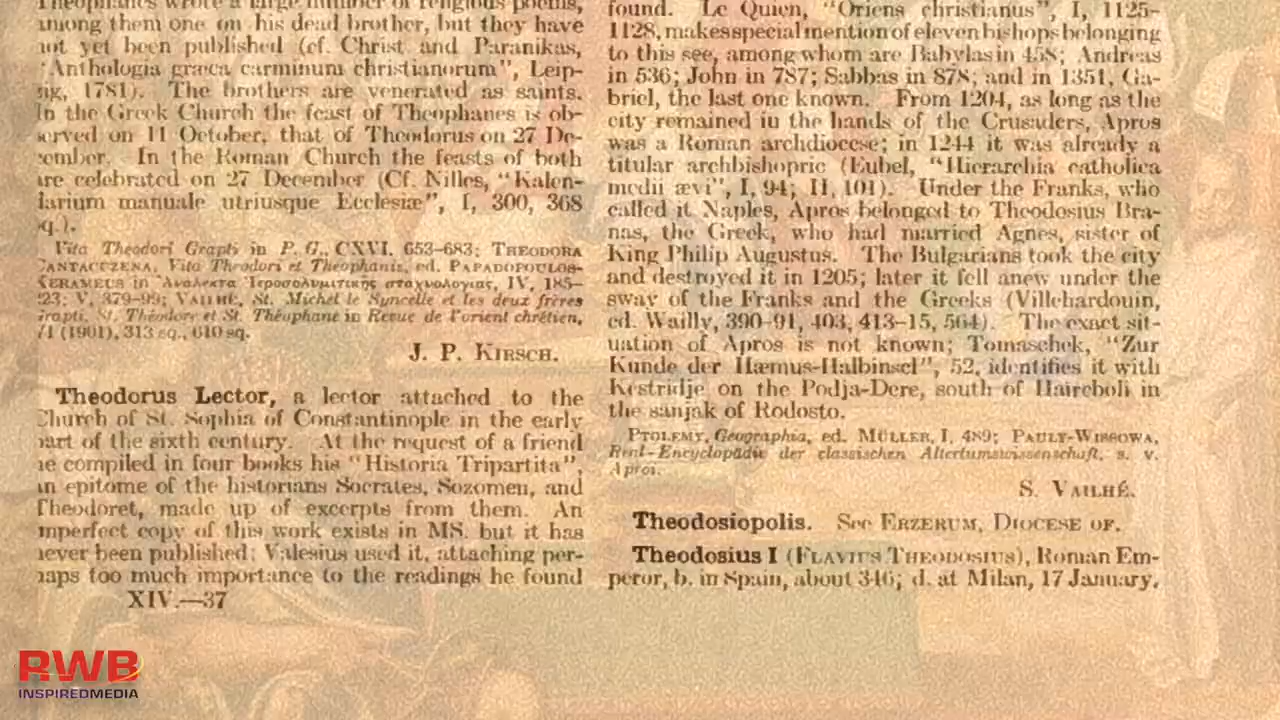 Theophanes wrote a large number of religious poems,
among them one on his dead brother, but they have
not yet been published (cf. Christ and Paranikas,
"Anthologia græca carminum christianorum", Leip-
sig, 1781). The brothers are venerated as saints.
In the Greek Church the feast of Theophanes is ob-
served on 11 October, that of Theodorus on 27 De-
cember. In the Roman Church the feasts of both
are celebrated on 27 December (Cf. Nilles, "Kalen-
darium manuale utriusque Ecclesiæ", I, 300, 368
sq.).
Vita Theodori Grapti in P. G., CXVI, 653-683; THEODORA
CANTACUZENA, Vita Theodori et Theophanis, ed. PAPADOPOULOS-
KERAMEUS in Ἀνάλεκτα Ἱεροσολυμιτικῆς σταχυολογίας, IV, 185-
223; V, 379-99; VAILHÉ, St. Michel le Syncelle et les deux frères
Grapti, St. Théodore et St. Théophane in Revue de l'orient chrétien,
VI (1901), 313 sq., 610 sq.
J. P. KIRSCH.
Theodorus Lector, a lector attached to the
Church of St. Sophia of Constantinople in the early
part of the sixth century. At the request of a friend
he compiled in four books his "Historia Tripartita",
an epitome of the historians Socrates, Sozomen, and
Theodoret, made up of excerpts from them. An
imperfect copy of this work exists in MS. but it has
never been published; Valesius used it, attaching per-
haps too much importance to the readings he found
XIV.—37
found. Le Quien, "Oriens christianus", I, 1125-
1128, makes special mention of eleven bishops belonging
to this see, among whom are Babylas in 458; Andreas
in 536; John in 787; Sabbas in 878; and in 1351, Ga-
briel, the last one known. From 1204, as long as the
city remained in the hands of the Crusaders, Apros
was a Roman archdiocese; in 1244 it was already a
titular archbishopric (Eubel, "Hierarchia catholica
medii ævi", I, 94; II, 101). Under the Franks, who
called it Naples, Apros belonged to Theodosius Bra-
nas, the Greek, who had married Agnes, sister of
King Philip Augustus. The Bulgarians took the city
and destroyed it in 1205; later it fell anew under the
sway of the Franks and the Greeks (Villehardouin,
ed. Wailly, 390-91, 403, 413-15, 564). The exact sit-
uation of Apros is not known; Tomaschek, "Zur
Kunde der Hæmus-Halbinsel", 52, identifies it with
Kestridje on the Podja-Dere, south of Haireboli in
the sanjak of Rodosto.
PTOLEMY, Geographia, ed. MÜLLER, I, 489; PAULY-WISSOWA,
Real-Encyclopädie der classischen Altertumswissenschaft, s. v.
Apros.
S. VAILHÉ.
Theodosiopolis. See ERZERUM, DIOCESE OF.
Theodosius I (FLAVIUS THEODOSIUS), Roman Em-
peror, b. in Spain, about 346; d. at Milan, 17 January,
RWB
INSPIREDMEDIA